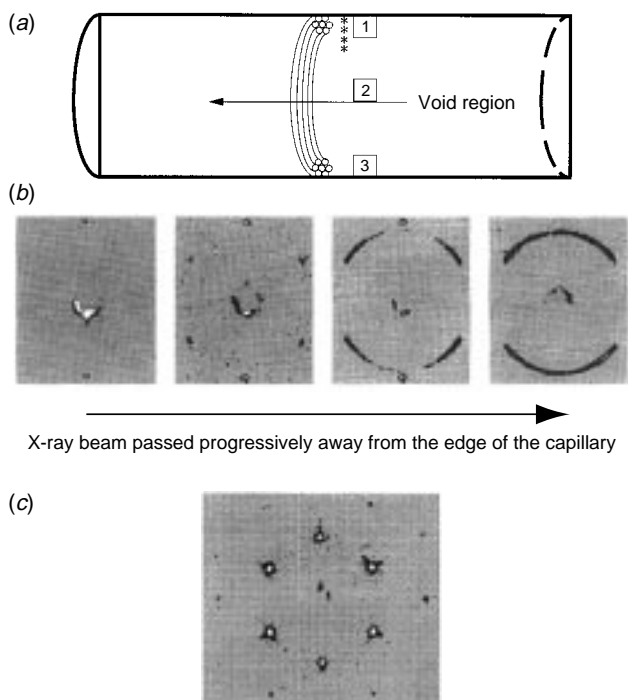 (a)
1
2
Void region
3
(b)
X-ray beam passed progressively away from the edge of the capillary
(c)